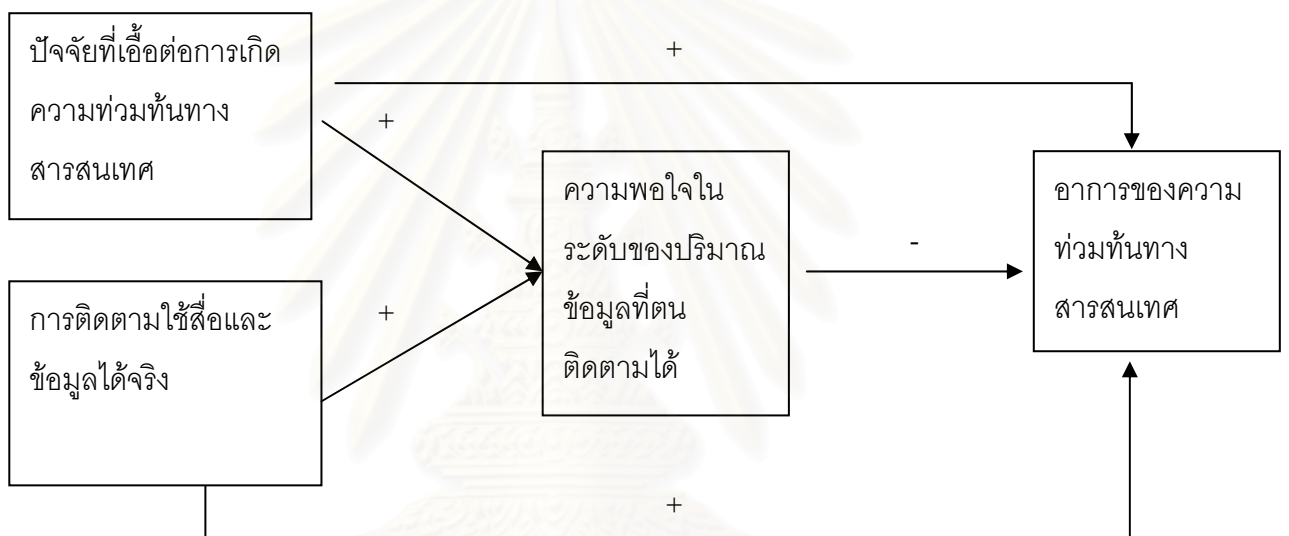 ปัจจัยที่เอื้อต่อการเกิด
ความท่วมท้นทาง
สารสนเทศ
+
+
ความพอใจใน
ระดับของปริมาณ
ข้อมูลที่ตน
ติดตามได้
-
อาการของความ
ท่วมท้นทาง
สารสนเทศ
การติดตามใช้สื่อและ
ข้อมูลได้จริง
+
+